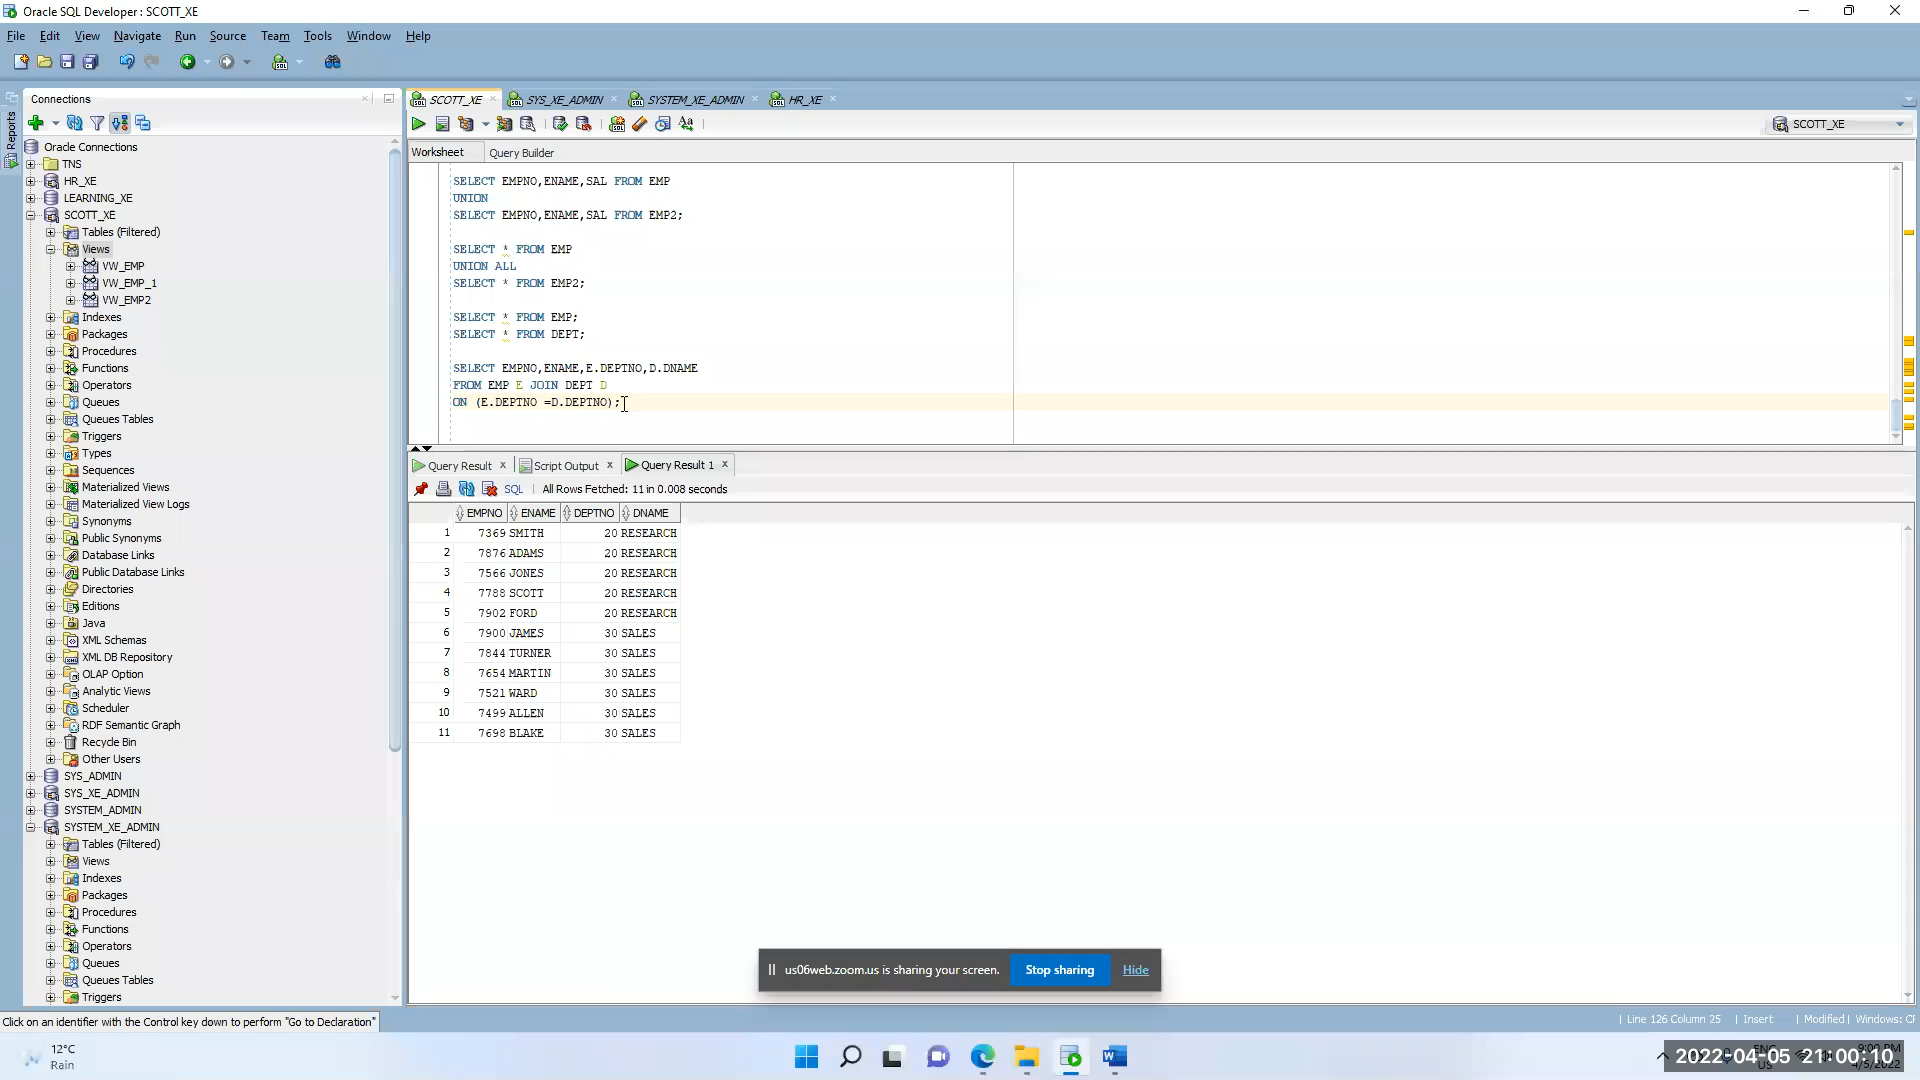 Oracle SQL Developer : SCOTT_XE
File Edit View Navigate Run Source Team Tools Window Help
Reports
Connections
Oracle Connections
TNS
HR_XE
LEARNING_XE
SCOTT_XE
Tables (Filtered)
Views
VW_EMP
VW_EMP_1
VW_EMP2
Indexes
Packages
Procedures
Functions
Operators
Queues
Queues Tables
Triggers
Types
Sequences
Materialized Views
Materialized View Logs
Synonyms
Public Synonyms
Database Links
Public Database Links
Directories
Editions
Java
XML Schemas
XML DB Repository
OLAP Option
Analytic Views
Scheduler
RDF Semantic Graph
Recycle Bin
Other Users
SYS_ADMIN
SYS_XE_ADMIN
SYSTEM_ADMIN
SYSTEM_XE_ADMIN
Tables (Filtered)
Views
Indexes
Packages
Procedures
Functions
Operators
Queues
Queues Tables
Triggers
SCOTT_XE SYS_XE_ADMIN SYSTEM_XE_ADMIN HR_XE
SCOTT_XE
Worksheet Query Builder
SELECT EMPNO,ENAME,SAL FROM EMP
UNION
SELECT EMPNO,ENAME,SAL FROM EMP2;
SELECT * FROM EMP
UNION ALL
SELECT * FROM EMP2;
SELECT * FROM EMP;
SELECT * FROM DEPT;
SELECT EMPNO,ENAME,E.DEPTNO,D.DNAME
FROM EMP E JOIN DEPT D
ON (E.DEPTNO =D.DEPTNO);
Query Result Script Output Query Result 1
SQL All Rows Fetched: 11 in 0.008 seconds
EMPNO ENAME DEPTNO DNAME
1 7369 SMITH 20 RESEARCH
2 7876 ADAMS 20 RESEARCH
3 7566 JONES 20 RESEARCH
4 7788 SCOTT 20 RESEARCH
5 7902 FORD 20 RESEARCH
6 7900 JAMES 30 SALES
7 7844 TURNER 30 SALES
8 7654 MARTIN 30 SALES
9 7521 WARD 30 SALES
10 7499 ALLEN 30 SALES
11 7698 BLAKE 30 SALES
us06web.zoom.us is sharing your screen. Stop sharing Hide
Click on an identifier with the Control key down to perform "Go to Declaration"
Line 126 Column 25 Insert Modified Windows:
12°C
Rain
2022-04-05 21:00:10